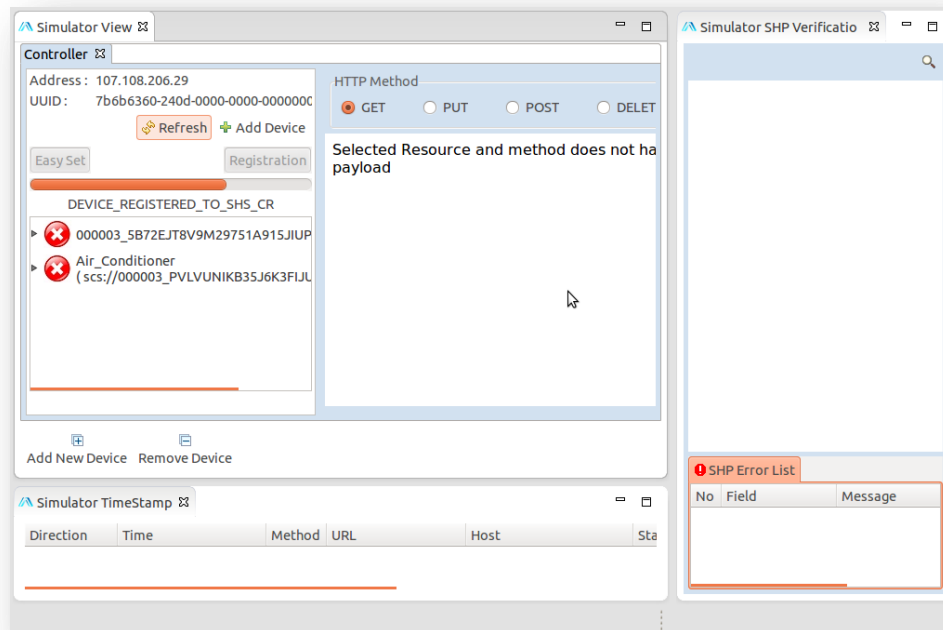 Simulator View
Controller
Address : 107.108.206.29
UUID : 7b6b6360-240d-0000-0000-0000000
Refresh Add Device
Easy Set Registration
DEVICE_REGISTERED_TO_SHS_CR
000003_5B72EJT8V9M29751A915JIUP
Air_Conditioner
( scs://000003_PVLVUNIKB35J6K3FIJU
HTTP Method
GET PUT POST DELET
Selected Resource and method does not ha
payload
Add New Device Remove Device
Simulator SHP Verificatio
SHP Error List
No Field Message
Simulator TimeStamp
Direction Time Method URL Host Sta